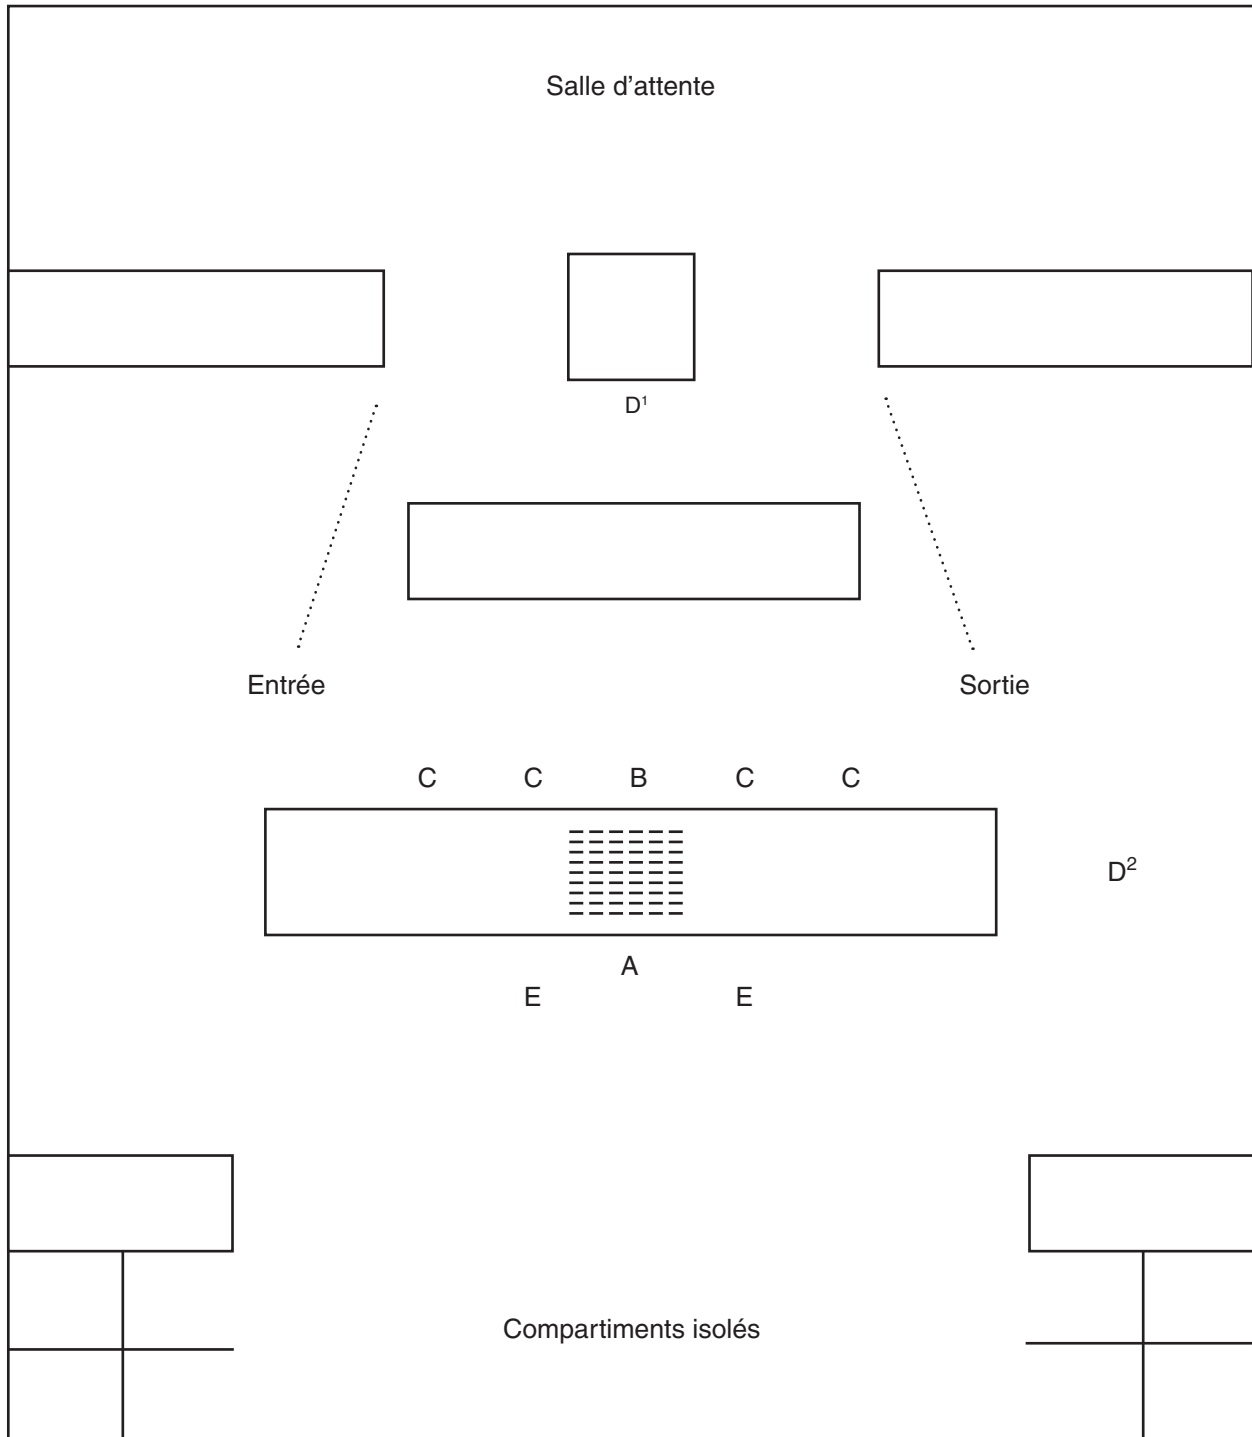 Salle d'attente
D¹
Entrée
Sortie
C C B C C
D²
A
E E
Compartiments isolés